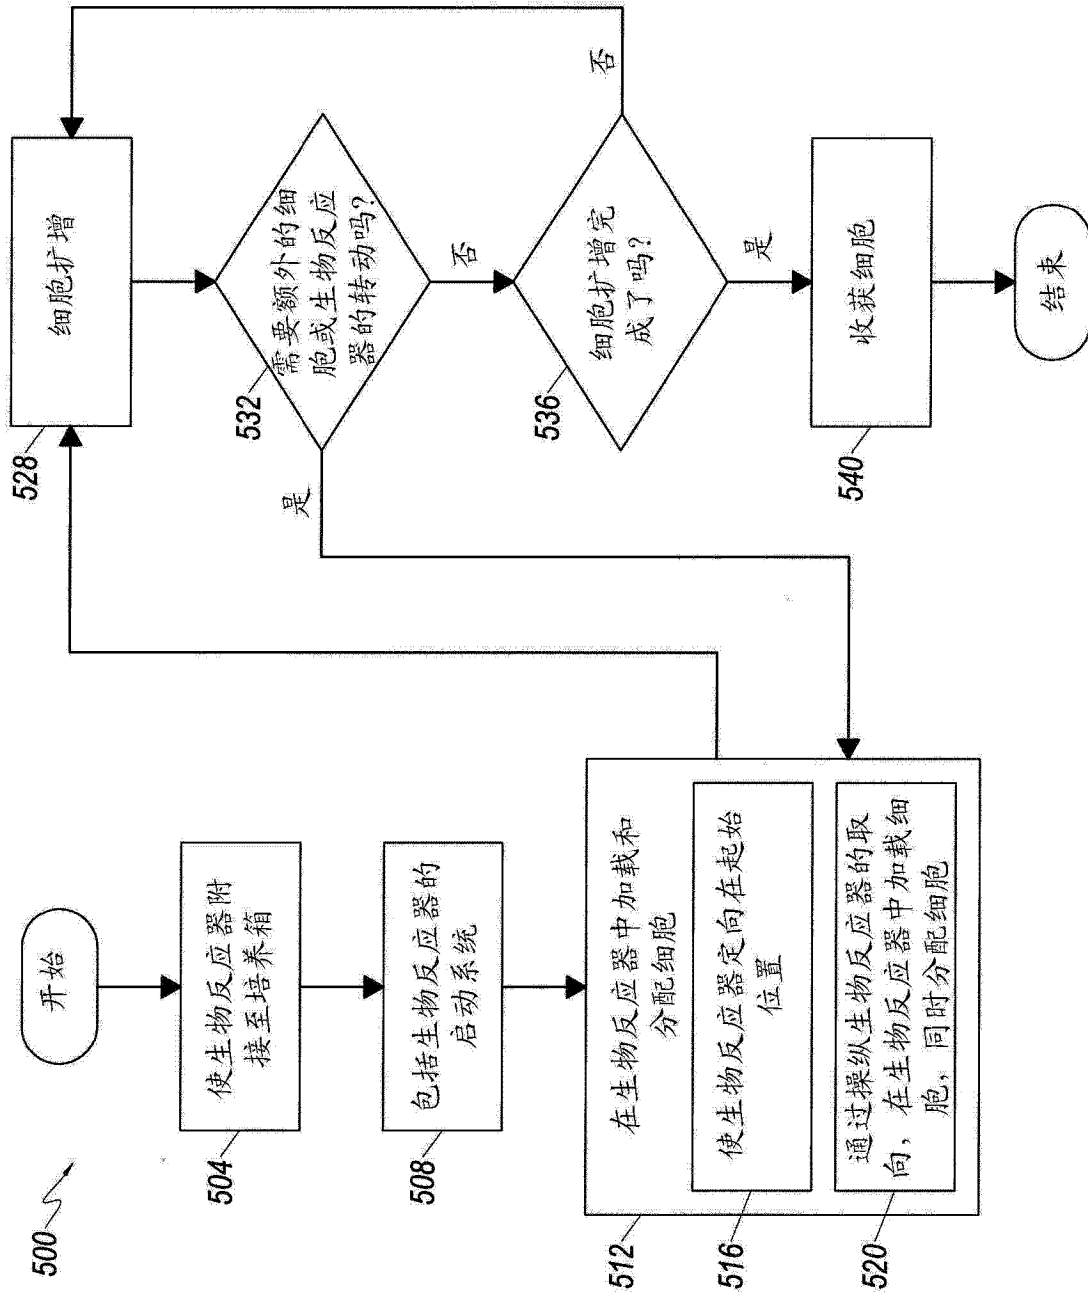 500
开始
504
使生物反应器附
接至培养箱
508
包括生物反应器的
启动系统
512
在生物反应器中加载和
分配细胞
516
使生物反应器定向在起始
位置
520
通过操纵生物反应器的取
向，在生物反应器中加载细
胞，同时分配细胞
528
细胞扩增
532
需要额外的细
胞或生物反应
器的转动吗？
是
否
536
细胞扩增完
成了吗？
否
是
540
收获细胞
结束